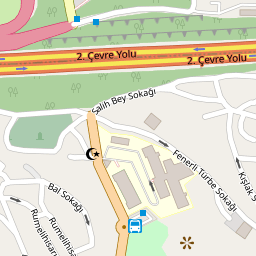 2. Çevre Yolu
2. Çevre Yolu
Salih Bey Sokağı
Fenerli Türbe Sokağı
Kışlak S
Bal Sokağı
Rumelihisarı
Rumelihisarı